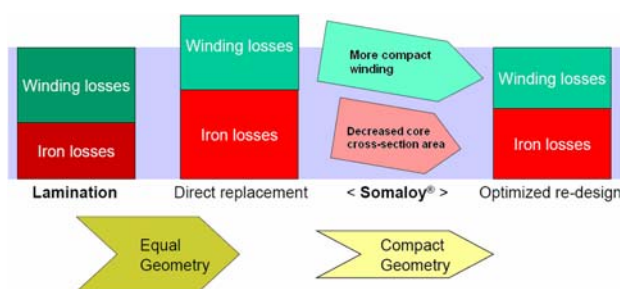 Winding losses
Iron losses
Lamination
Winding losses
Iron losses
Direct replacement
More compact
winding
Decreased core
cross-section area
< Somaloy® >
Winding losses
Iron losses
Optimized re-design
Equal
Geometry
Compact
Geometry